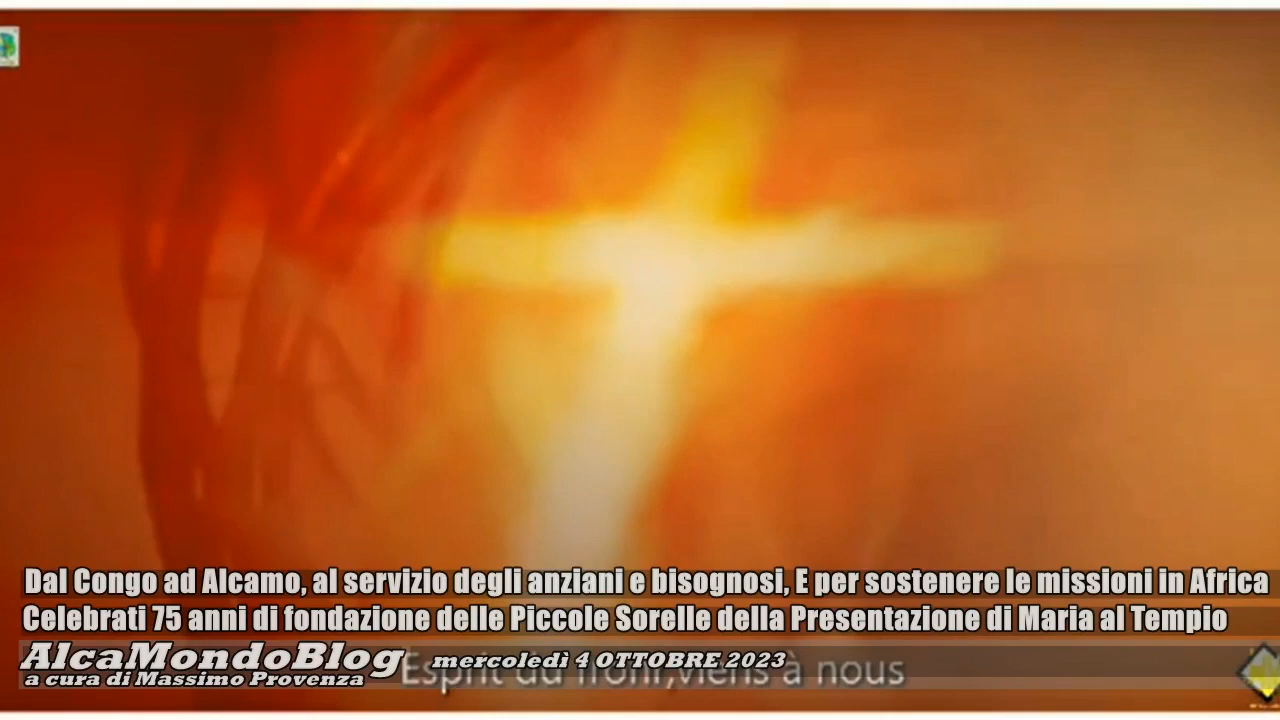 Dal Congo ad Alcamo, al servizio degli anziani e bisognosi, E per sostenere le missioni in Africa
Celebrati 75 anni di fondazione delle Piccole Sorelle della Presentazione di Maria al Tempio
AlcaMondoBlog mercoledì 4 OTTOBRE 2023
a cura di Massimo Provenza
Esprit du viens à nous